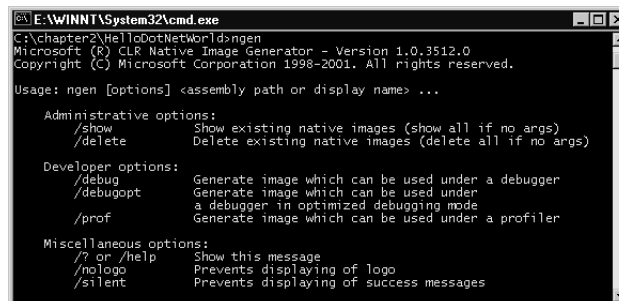 E:\WINNT\System32\cmd.exe
C:\chapter2\HelloDotNetWorld>ngen
Microsoft (R) CLR Native Image Generator - Version 1.0.3512.0
Copyright (C) Microsoft Corporation 1998-2001. All rights reserved.
Usage: ngen [options] <assembly path or display name> ...
Administrative options:
/show Show existing native images (show all if no args)
/delete Delete existing native images (delete all if no args)
Developer options:
/debug Generate image which can be used under a debugger
/debugopt Generate image which can be used under
a debugger in optimized debugging mode
/prof Generate image which can be used under a profiler
Miscellaneous options:
/? or /help Show this message
/nologo Prevents displaying of logo
/silent Prevents displaying of success messages